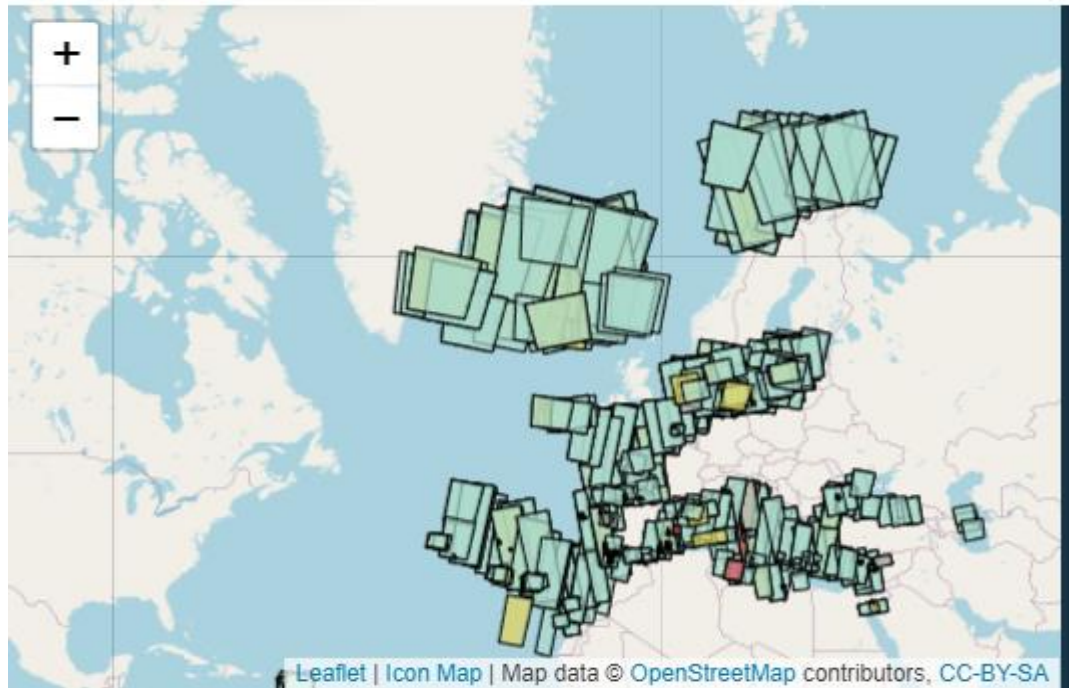 +
−
Leaflet | Icon Map | Map data © OpenStreetMap contributors, CC-BY-SA